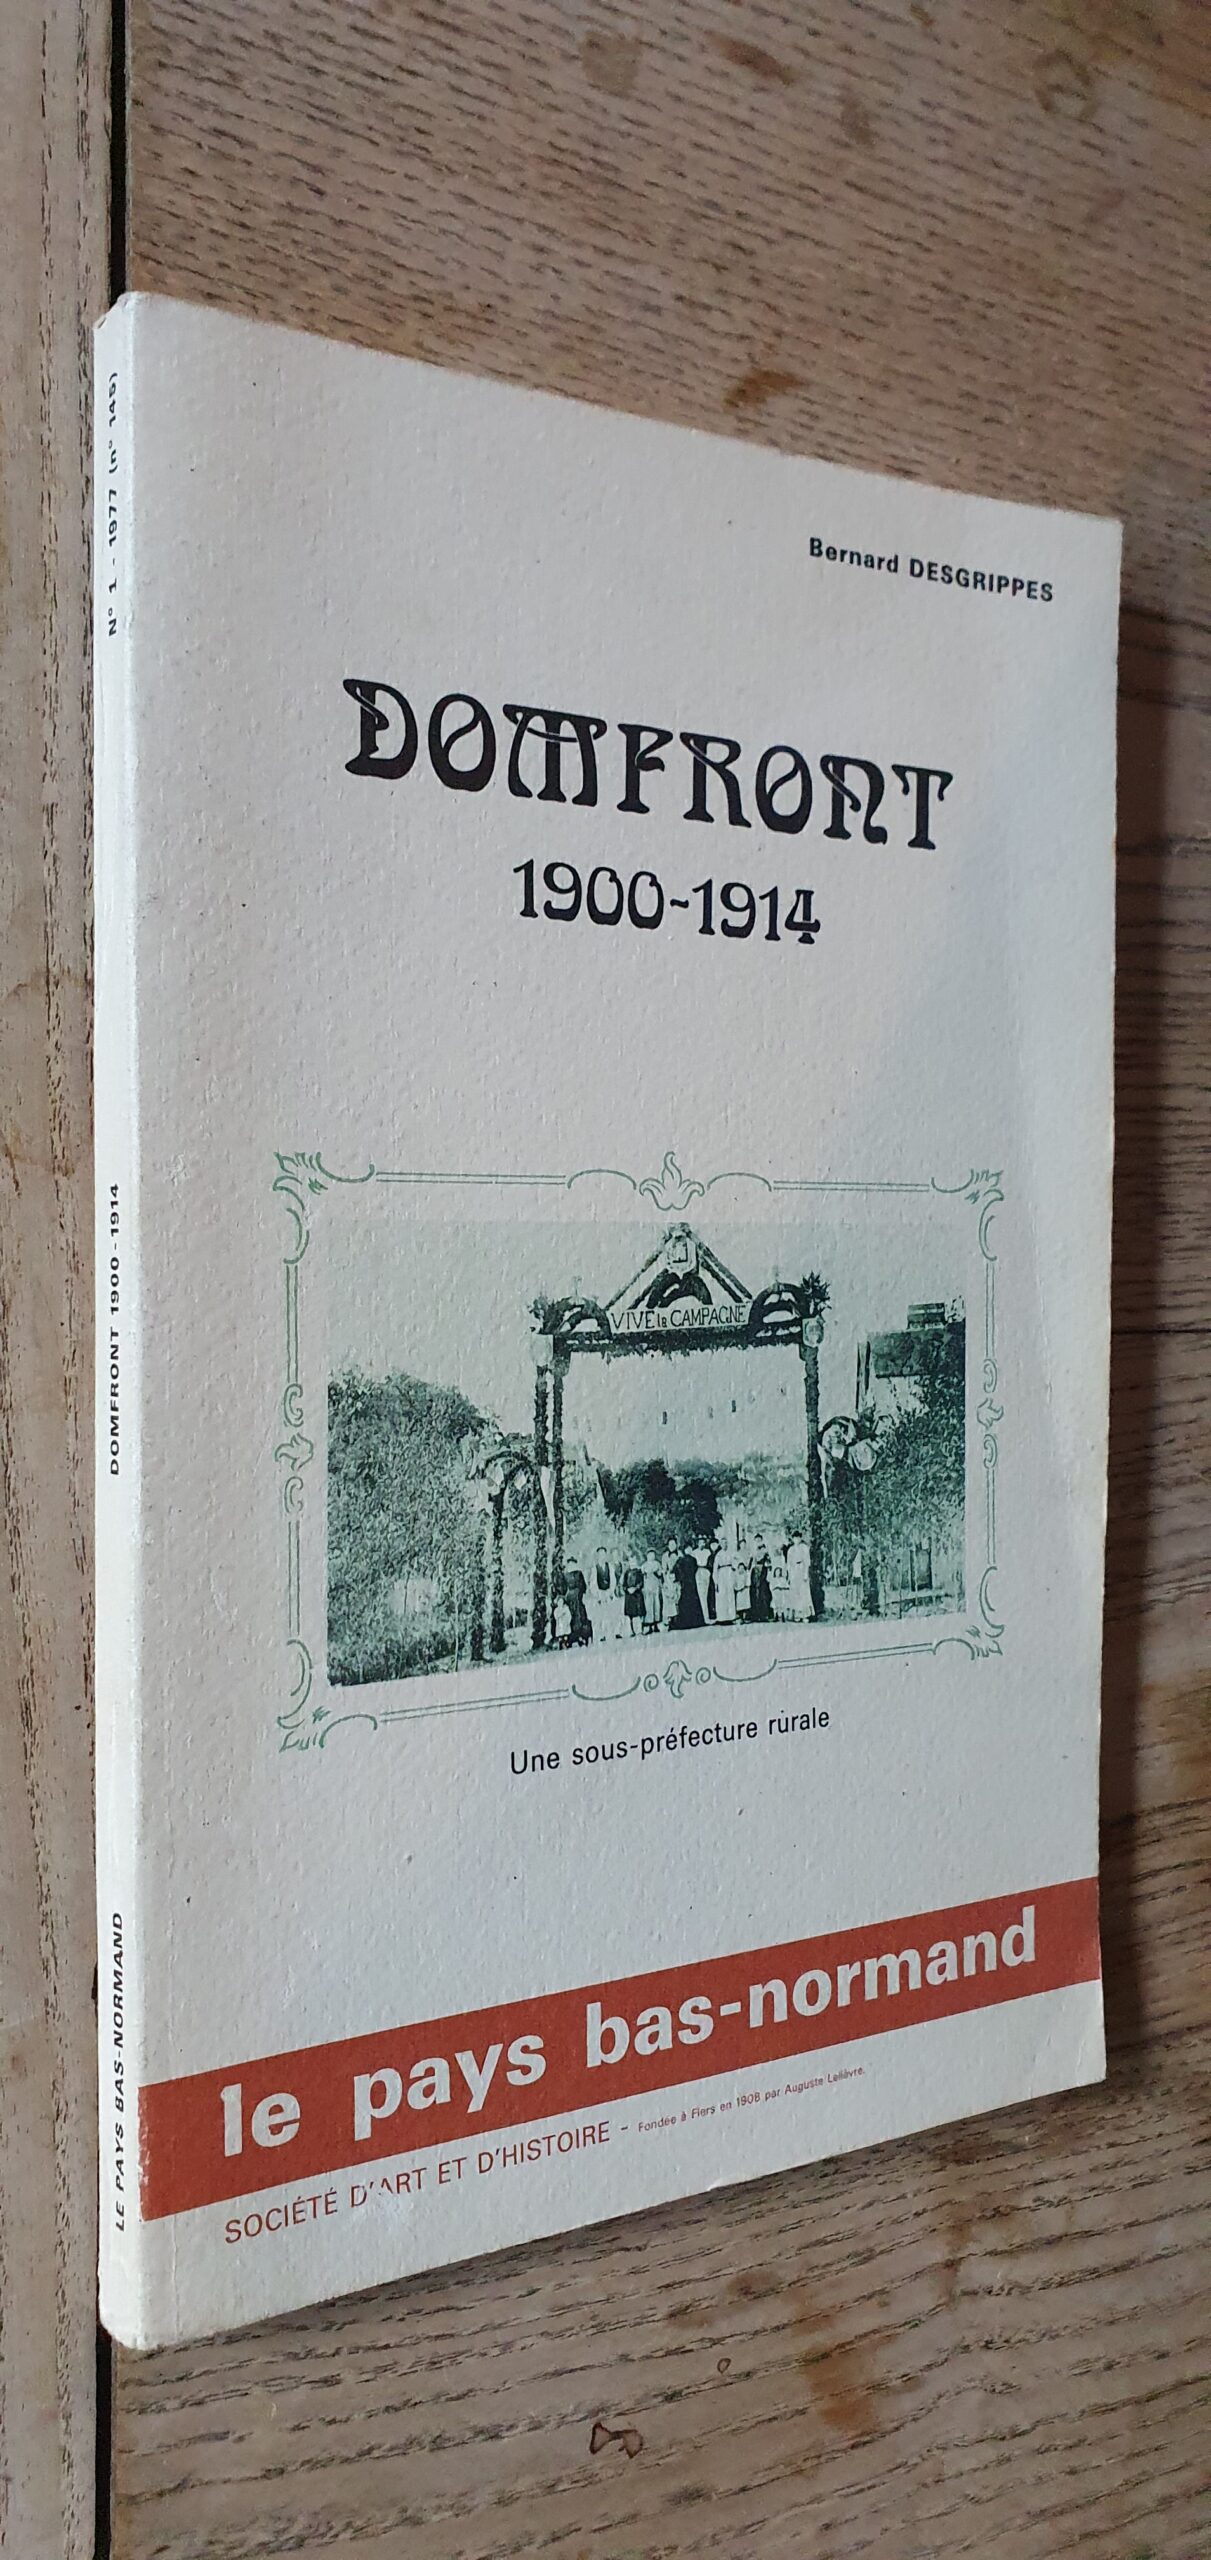 Bernard DESGRIPPES
DOMFRONT
1900-1914
VIVE la CAMPAGNE
Une sous-préfecture rurale
le pays bas-normand
SOCIÉTÉ D'ART ET D'HISTOIRE - Fondée à Flers en 1908 par Auguste Lelièvre.
LE PAYS BAS-NORMAND
DOMFRONT 1900-1914
N° 1 - 1977 (n° 145)